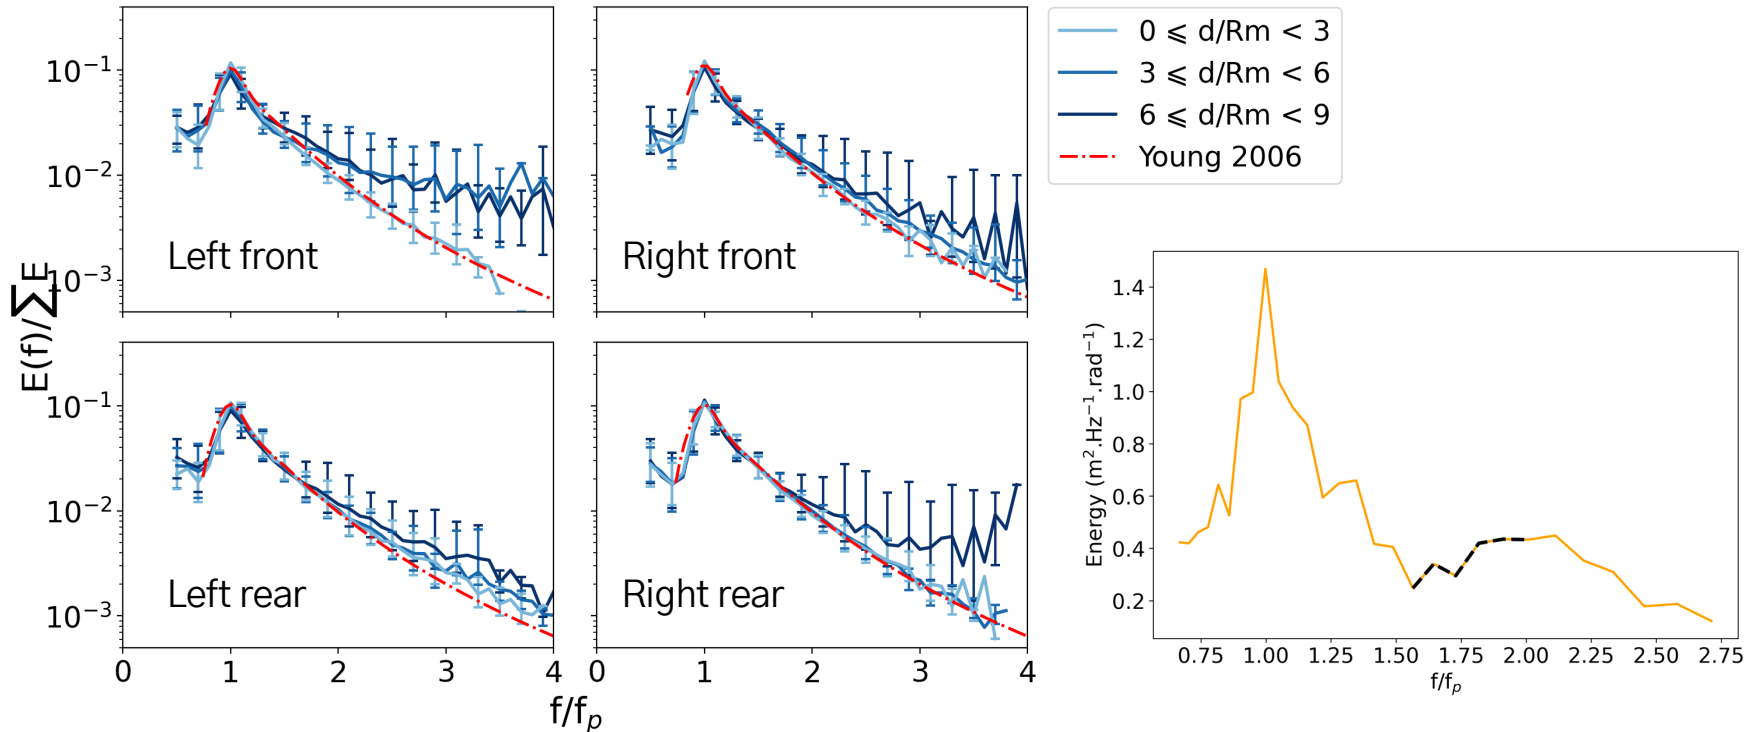 10⁻¹
10⁻²
10⁻³
Left front
Right front
0 ⩽ d/Rm < 3
3 ⩽ d/Rm < 6
6 ⩽ d/Rm < 9
Young 2006
E(f)/∑E
10⁻¹
10⁻²
10⁻³
Left rear
Right rear
0 1 2 3 4
0 1 2 3 4
f/fₚ
Energy (m².Hz⁻¹.rad⁻¹)
1.4
1.2
1.0
0.8
0.6
0.4
0.2
0.75 1.00 1.25 1.50 1.75 2.00 2.25 2.50 2.75
f/fₚ